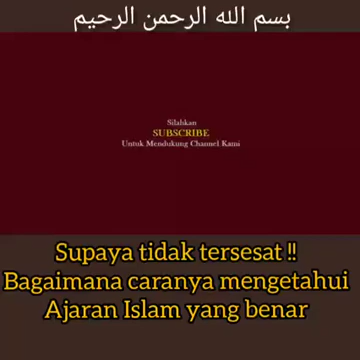 بسم الله الرحمن الرحيم
Silahkan
SUBSCRIBE
Untuk Mendukung Channel Kami
Supaya tidak tersesat !!
Bagaimana caranya mengetahui
Ajaran Islam yang benar